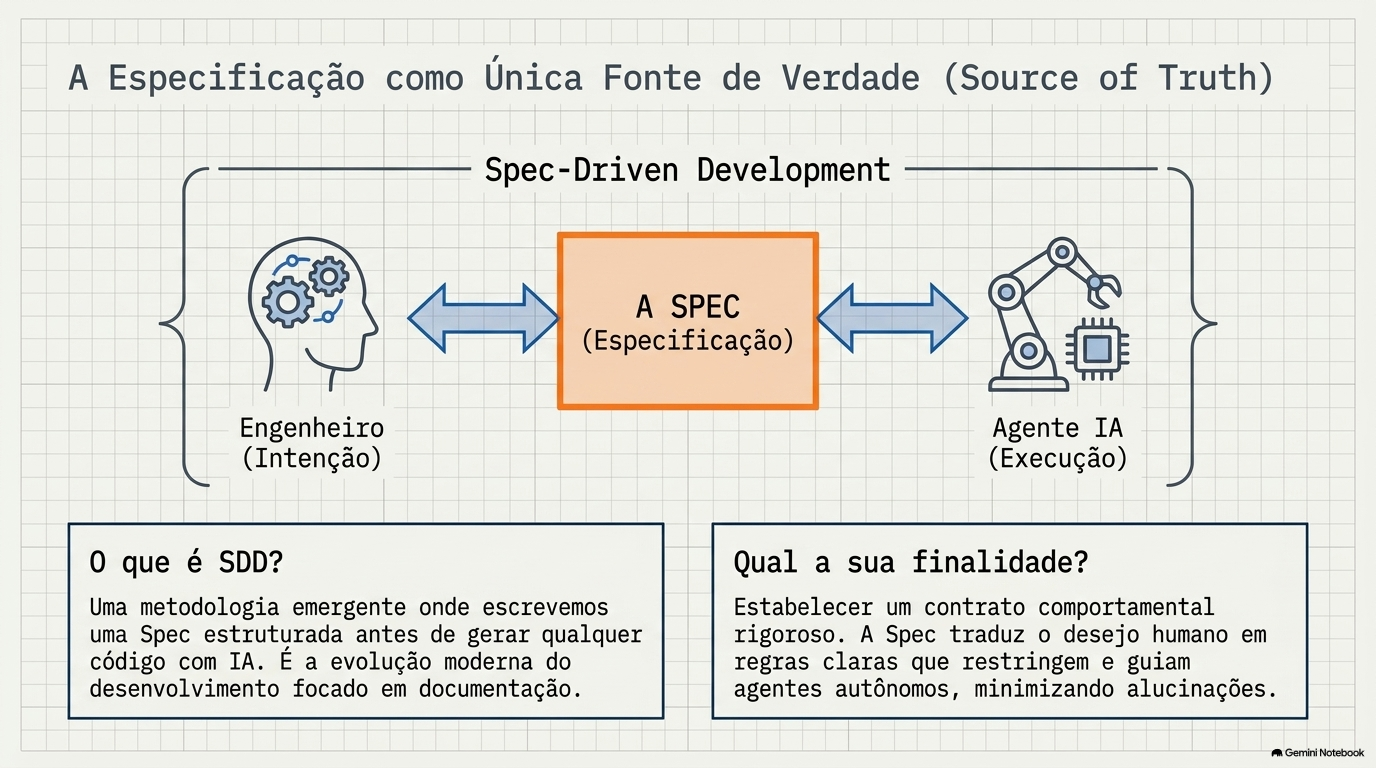 A Especificação como Única Fonte de Verdade (Source of Truth)
Spec-Driven Development
A SPEC
(Especificação)
Engenheiro
(Intenção)
Agente IA
(Execução)
O que é SDD?
Uma metodologia emergente onde escrevemos
uma Spec estruturada antes de gerar qualquer
código com IA. É a evolução moderna do
desenvolvimento focado em documentação.
Qual a sua finalidade?
Estabelecer um contrato comportamental
rigoroso. A Spec traduz o desejo humano em
regras claras que restringem e guiam
agentes autônomos, minimizando alucinações.
Gemini Notebook